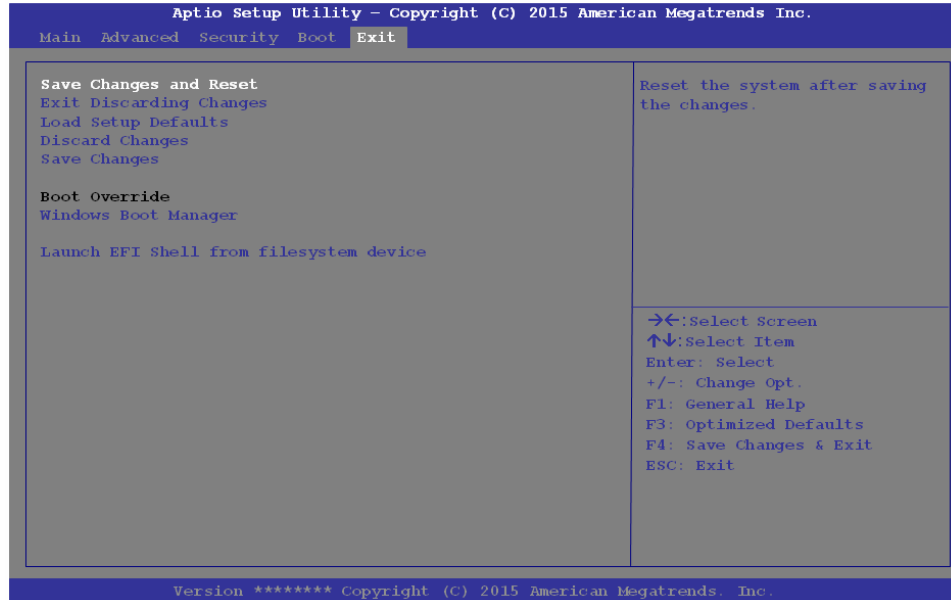 Aptio Setup Utility – Copyright (C) 2015 American Megatrends Inc.
Main Advanced Security Boot Exit
Save Changes and Reset
Exit Discarding Changes
Load Setup Defaults
Discard Changes
Save Changes
Boot Override
Windows Boot Manager
Launch EFI Shell from filesystem device
Reset the system after saving
the changes.
→←:Select Screen
↑↓:Select Item
Enter: Select
+/-: Change Opt.
F1: General Help
F3: Optimized Defaults
F4: Save Changes & Exit
ESC: Exit
Version ******** Copyright (C) 2015 American Megatrends. Inc.